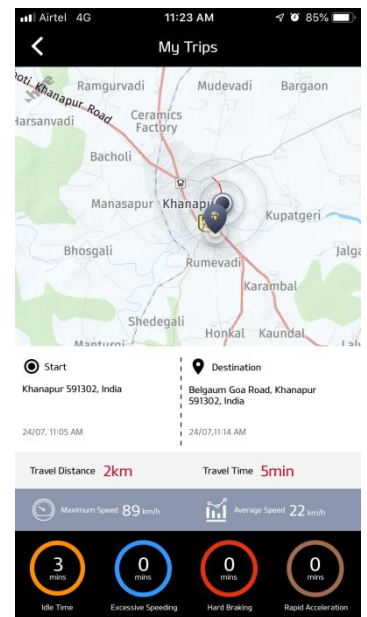 Airtel 4G 11:23 AM 85%
My Trips
Khanapur Road
Ramgurvadi Mudevadi Bargaon
Harsanvadi Ceramics
Factory
Bacholi
Manasapur Khanapu
Kupatgeri
Bhosgali Jalga
Rumevadi
Karambal
Shedegali
Honkal Kaundal
Manturgi
Start Destination
Khanapur 591302, India Belgaum Goa Road, Khanapur
591302, India
24/07, 11:05 AM 24/07,11:14 AM
Travel Distance 2km Travel Time 5min
Maximum Speed 89 km/h Average Speed 22 km/h
3 0 0 0
mins mins mins mins
Idle Time Excessive Speeding Hard Braking Rapid Acceleration